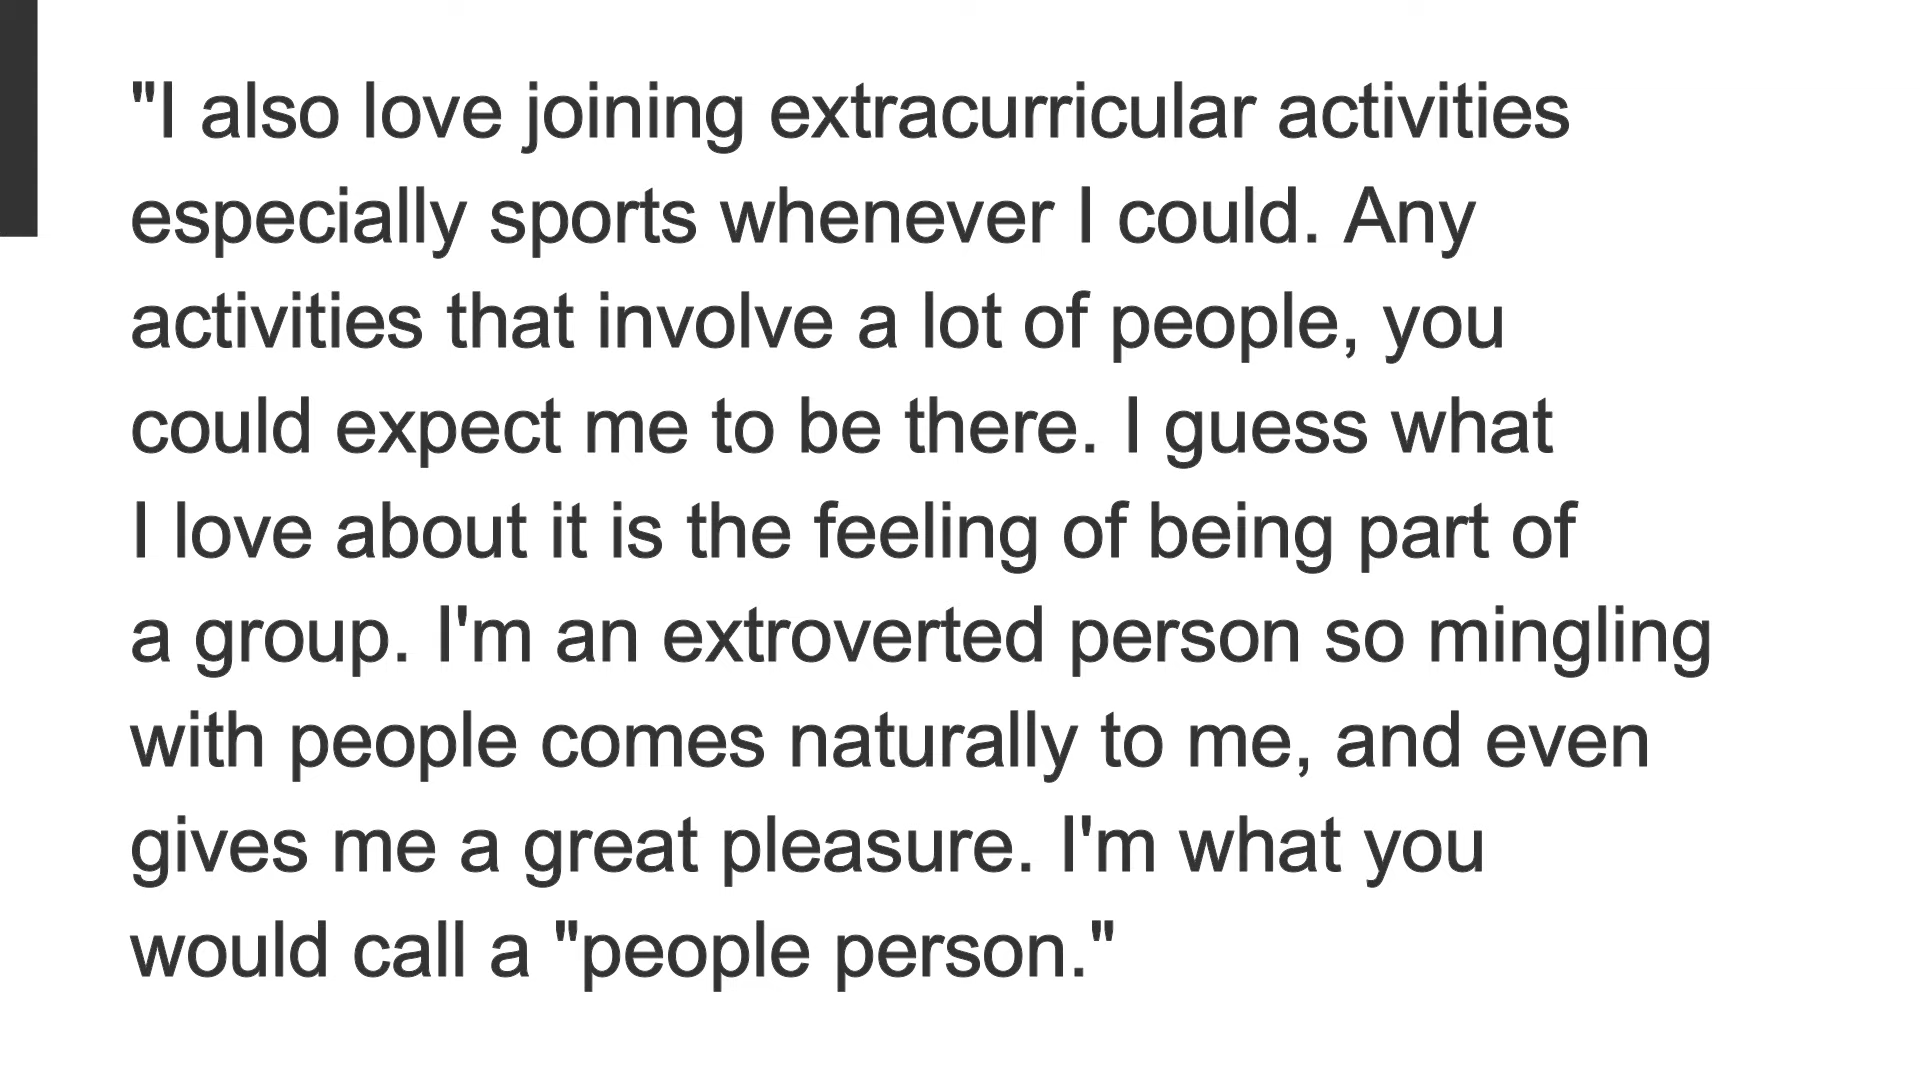 "I also love joining extracurricular activities
especially sports whenever I could. Any
activities that involve a lot of people, you
could expect me to be there. I guess what
I love about it is the feeling of being part of
a group. I'm an extroverted person so mingling
with people comes naturally to me, and even
gives me a great pleasure. I'm what you
would call a "people person."